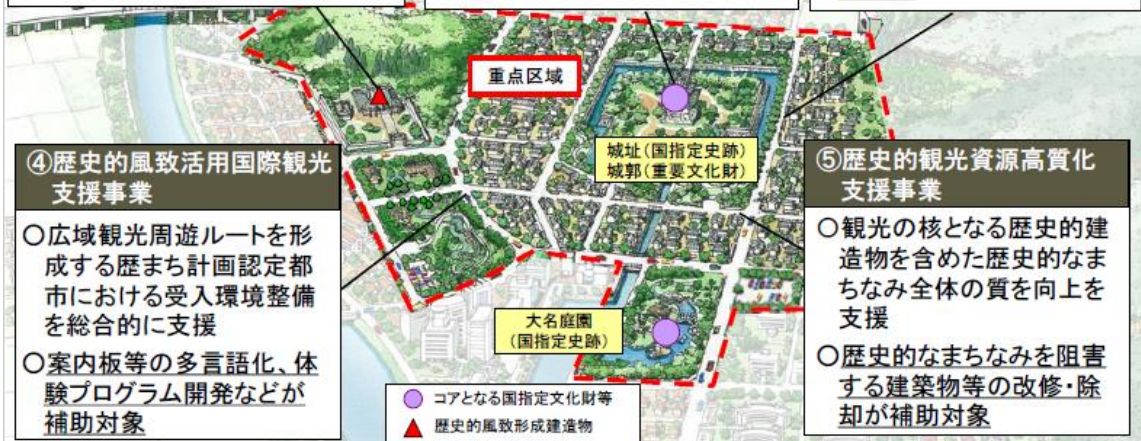 重点区域
城址(国指定史跡)
城郭(重要文化財)
④歴史的風致活用国際観光
支援事業
〇広域観光周遊ルートを形
成する歴まち計画認定都
市における受入環境整備
を総合的に支援
〇案内板等の多言語化、体
験プログラム開発などが
補助対象
⑤歴史的観光資源高質化
支援事業
〇観光の核となる歴史的建
造物を含めた歴史的なま
ちなみ全体の質を向上を
支援
〇歴史的なまちなみを阻害
する建築物等の改修・除
却が補助対象
大名庭園
(国指定史跡)
コアとなる国指定文化財等
歴史的風致形成建造物